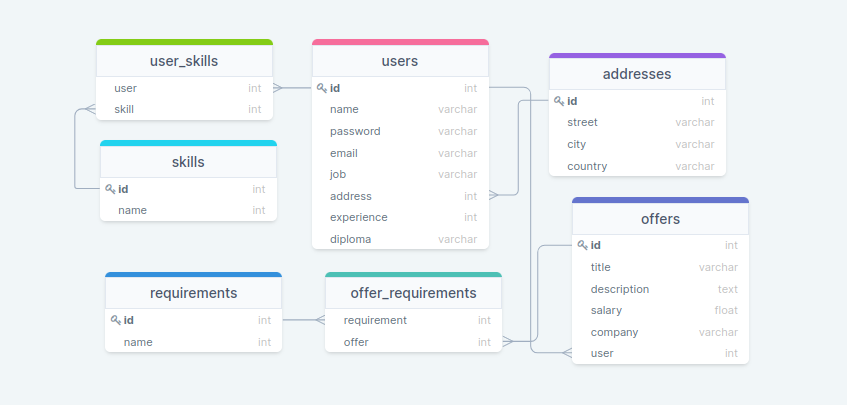 user_skills
user int
skill int
users
id int
name varchar
password varchar
email varchar
job varchar
address int
experience int
diploma varchar
addresses
id int
street varchar
city varchar
country varchar
skills
id int
name int
offers
id int
title varchar
description text
salary float
company varchar
user int
requirements
id int
name int
offer_requirements
requirement int
offer int